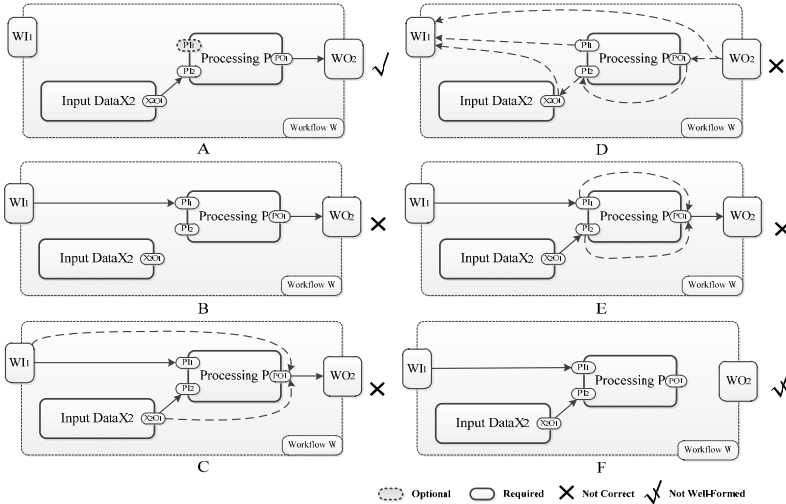 WI1
PI1
Processing P
PO1
WO2
PI2
Input DataX2
X2O1
Workflow W
A
WI1
PI1
Processing P
PO1
WO2
PI2
Input DataX2
X2O1
Workflow W
D
WI1
PI1
Processing P
PO1
WO2
PI2
Input DataX2
X2O1
Workflow W
B
WI1
PI1
Processing P
PO1
WO2
PI2
Input DataX2
X2O1
Workflow W
E
WI1
PI1
Processing P
PO1
WO2
PI2
Input DataX2
X2O1
Workflow W
C
WI1
PI1
Processing P
PO1
WO2
PI2
Input DataX2
X2O1
Workflow W
F
Optional Required Not Correct Not Well-Formed